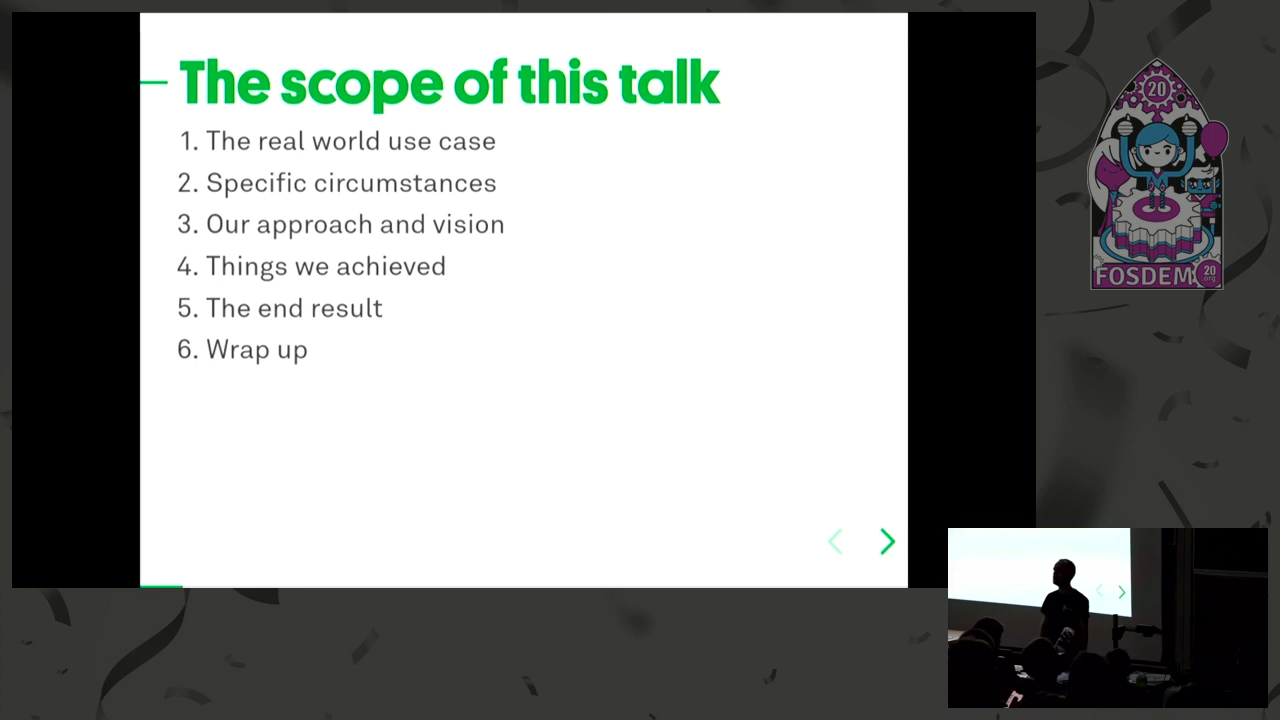 The scope of this talk
1. The real world use case
2. Specific circumstances
3. Our approach and vision
4. Things we achieved
5. The end result
6. Wrap up
20
FOSDEM
20
.org